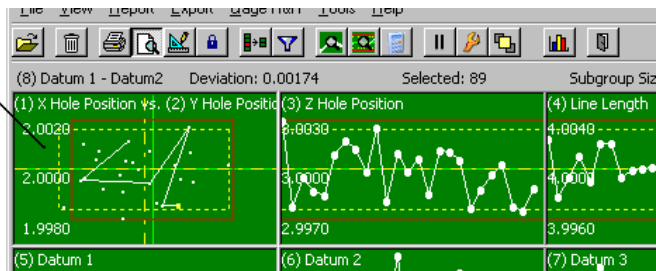 File View Report Export Gage R&R Tools Help
(8) Datum 1 - Datum2 Deviation: 0.00174 Selected: 89 Subgroup Siz
(1) X Hole Position vs. (2) Y Hole Positio (3) Z Hole Position (4) Line Length
2.0020 3.0030 4.0040
2.0000 3.0000 4.0000
1.9980 2.9970 3.9960
(5) Datum 1 (6) Datum 2 (7) Datum 3